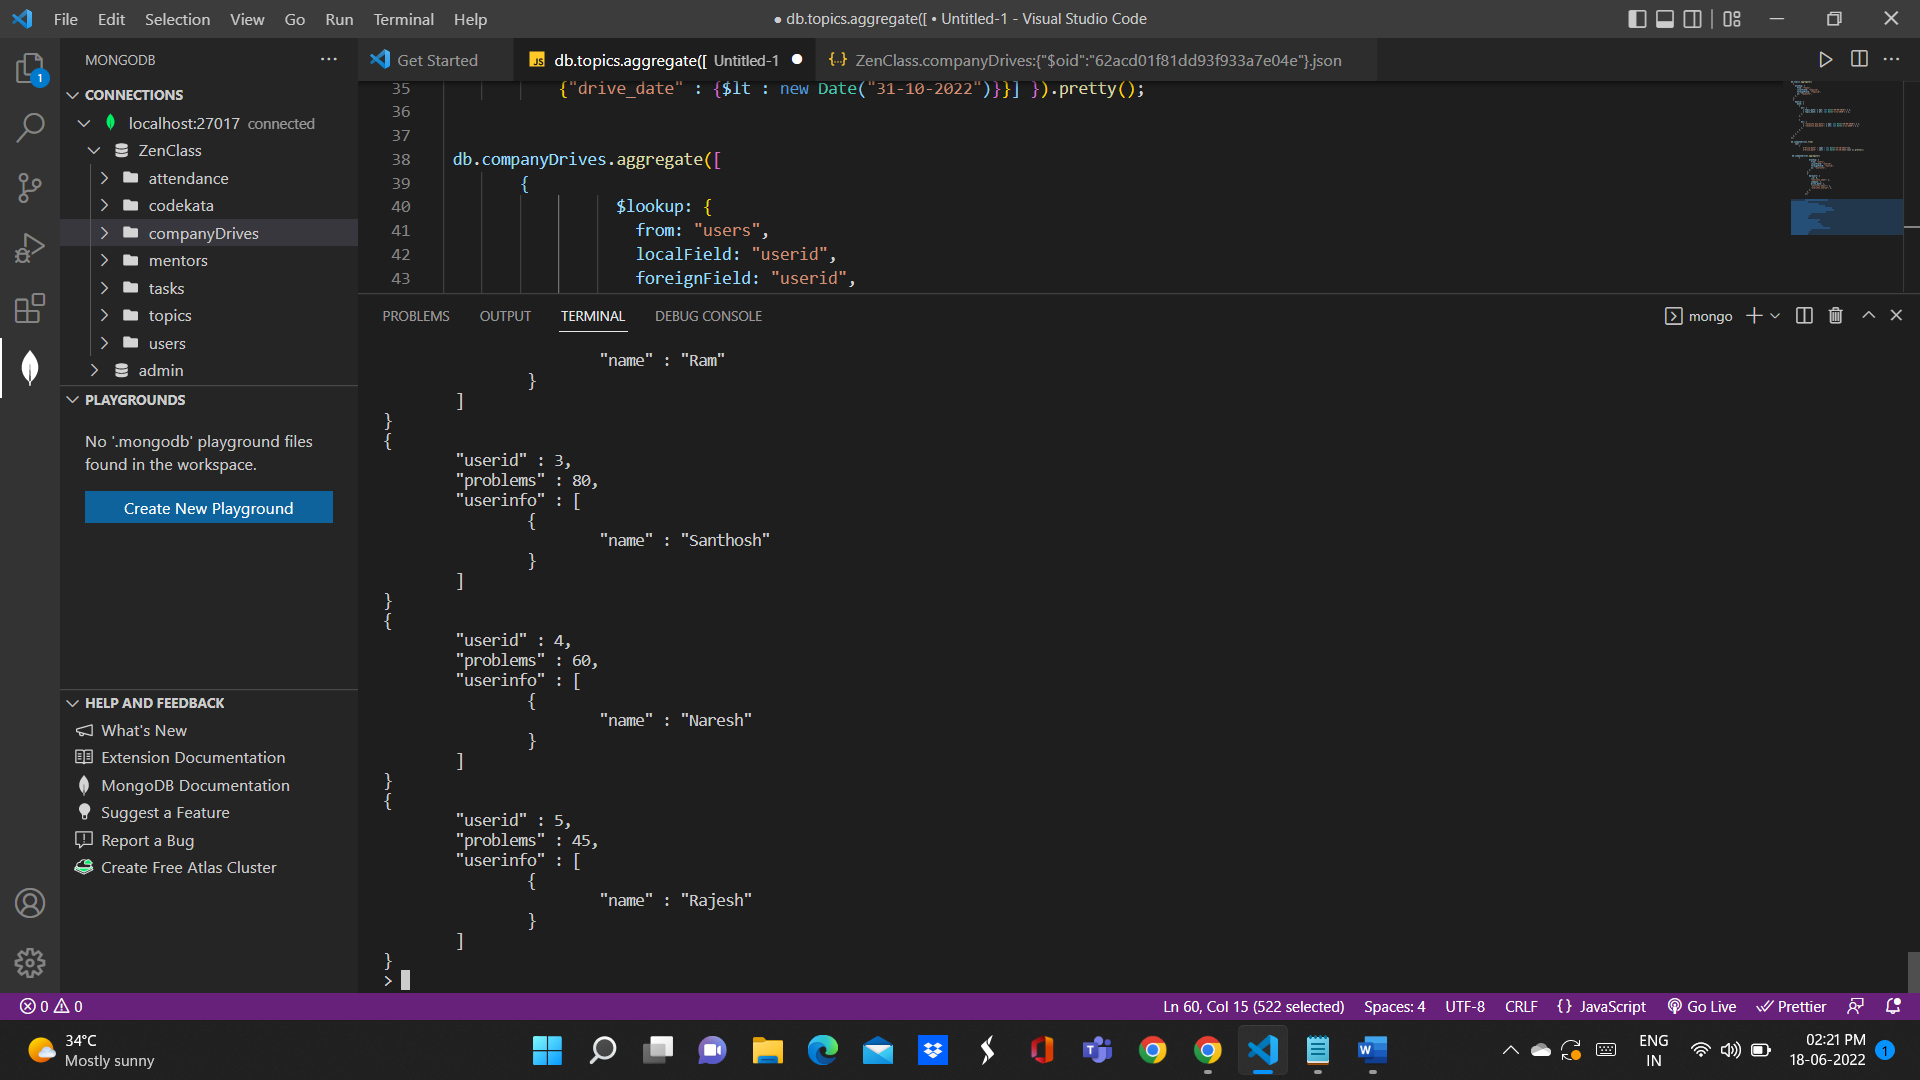 File Edit Selection View Go Run Terminal Help
● db.topics.aggregate([ • Untitled-1 - Visual Studio Code
MONGODB
Get Started
JS db.topics.aggregate([ Untitled-1
{..} ZenClass.companyDrives:{"$oid":"62acd01f81dd93f933a7e04e"}.json
1
CONNECTIONS
localhost:27017 connected
ZenClass
attendance
codekata
companyDrives
mentors
tasks
topics
users
admin
PLAYGROUNDS
No '.mongodb' playground files
found in the workspace.
Create New Playground
HELP AND FEEDBACK
What's New
Extension Documentation
MongoDB Documentation
Suggest a Feature
Report a Bug
Create Free Atlas Cluster
35 {"drive_date" : {$lt : new Date("31-10-2022")}}] }).pretty();
36
37
38 db.companyDrives.aggregate([
39 {
40 $lookup: {
41 from: "users",
42 localField: "userid",
43 foreignField: "userid",
PROBLEMS OUTPUT TERMINAL DEBUG CONSOLE
mongo
"name" : "Ram"
}
]
}
{
"userid" : 3,
"problems" : 80,
"userinfo" : [
{
"name" : "Santhosh"
}
]
}
{
"userid" : 4,
"problems" : 60,
"userinfo" : [
{
"name" : "Naresh"
}
]
}
{
"userid" : 5,
"problems" : 45,
"userinfo" : [
{
"name" : "Rajesh"
}
]
}
>
0 0
Ln 60, Col 15 (522 selected) Spaces: 4 UTF-8 CRLF {} JavaScript Go Live Prettier
34°C
Mostly sunny
ENG
IN
02:21 PM
18-06-2022
1